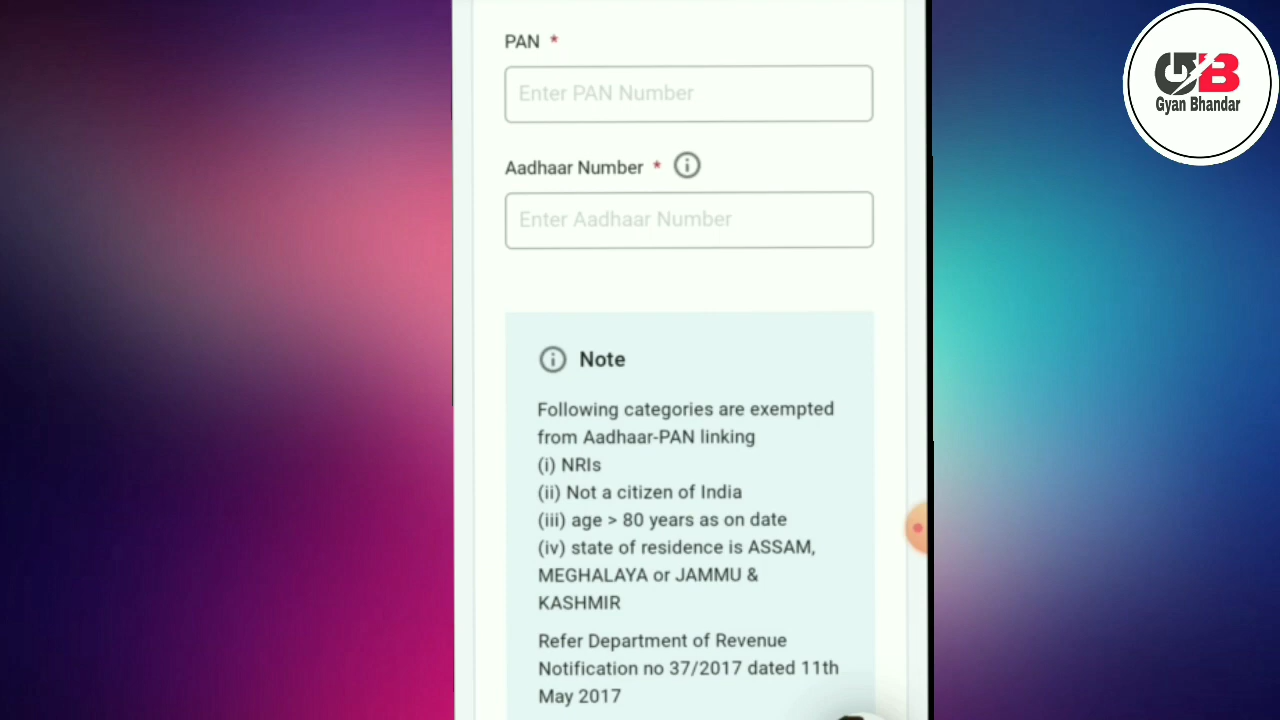 PAN *
Enter PAN Number
Aadhaar Number *
Enter Aadhaar Number
Note
Following categories are exempted
from Aadhaar-PAN linking
(i) NRIs
(ii) Not a citizen of India
(iii) age > 80 years as on date
(iv) state of residence is ASSAM,
MEGHALAYA or JAMMU &
KASHMIR
Refer Department of Revenue
Notification no 37/2017 dated 11th
May 2017
GB
Gyan Bhandar